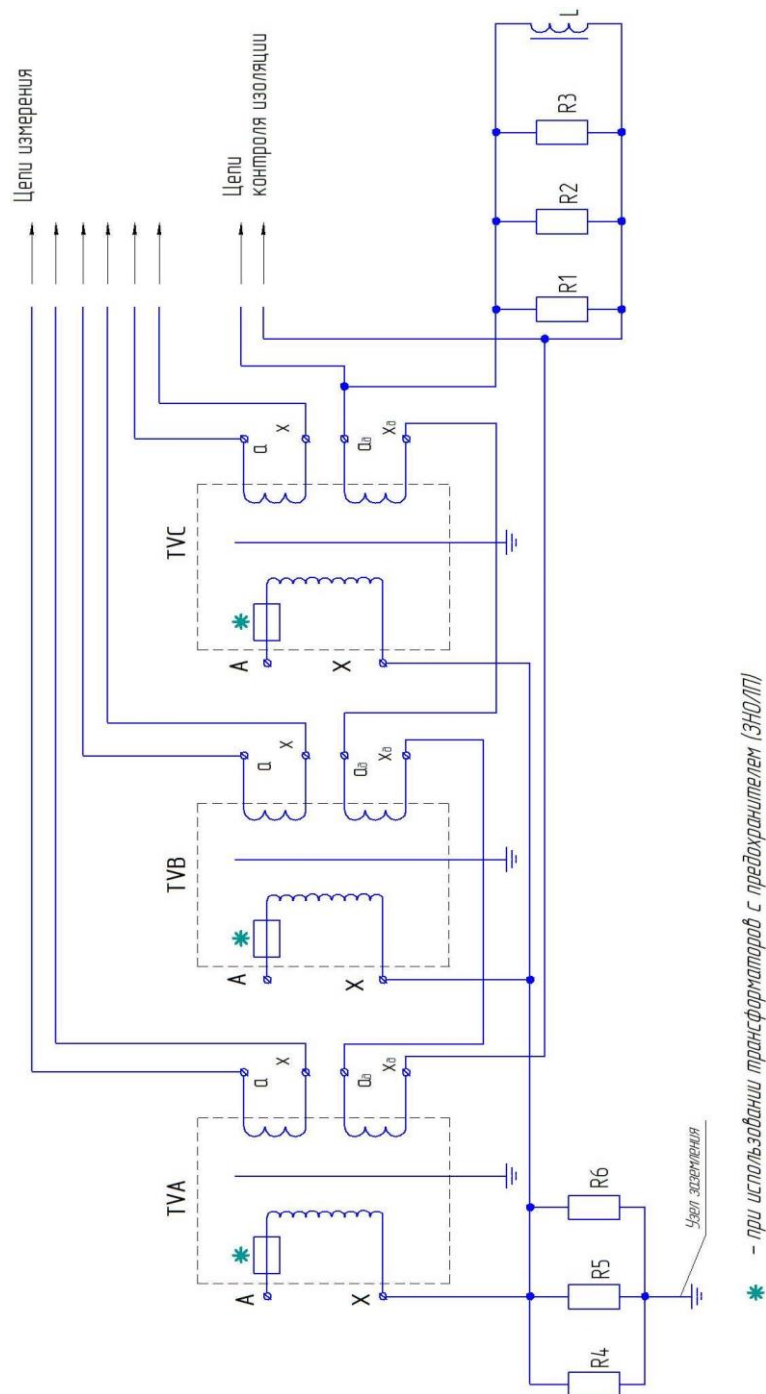 Цепи измерения
Цепи
контроля изоляции
TVA
TVB
TVC
A
X
a
x
aд
xд
A
X
a
x
aд
xд
A
X
a
x
aд
xд
R1
R2
R3
L
R4
R5
R6
Узел заземления
* - при использовании трансформаторов с предохранителем (ЗНОЛП)